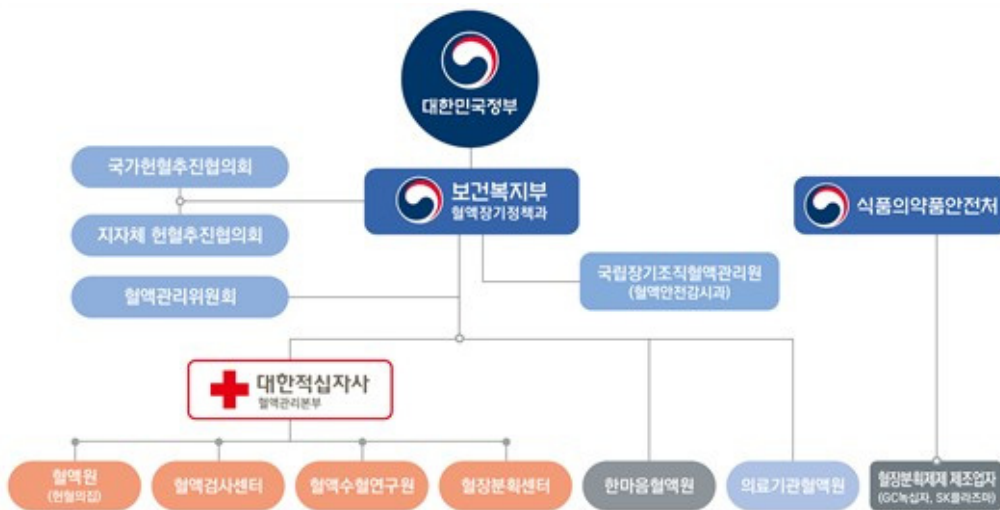 대한민국정부
국가헌혈추진협의회
보건복지부
혈액장기정책과
식품의약품안전처
지자체 헌혈추진협의회
국립장기조직혈액관리원
(혈액안전감시과)
혈액관리위원회
대한적십자사
혈액관리본부
혈액원
(헌혈의집)
혈액검사센터
혈액수혈연구원
혈장분획센터
한마음혈액원
의료기관혈액원
혈장분획제제 제조업자
(GC녹십자, SK플라즈마)